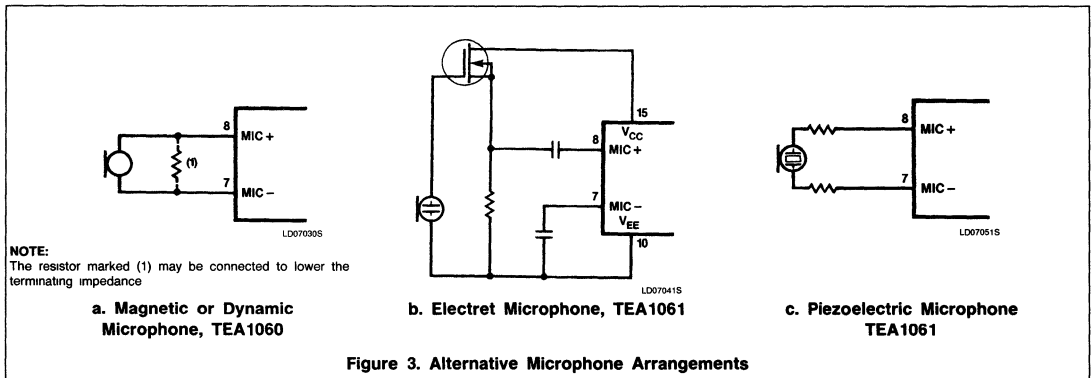 8
MIC +
(1)
7
MIC −
LD07030S
NOTE:
The resistor marked (1) may be connected to lower the
terminating impedance
a. Magnetic or Dynamic
Microphone, TEA1060
15
VCC
8
MIC +
7
MIC −
VEE
10
LD07041S
b. Electret Microphone, TEA1061
8
MIC +
7
MIC −
LD07051S
c. Piezoelectric Microphone
TEA1061
Figure 3. Alternative Microphone Arrangements